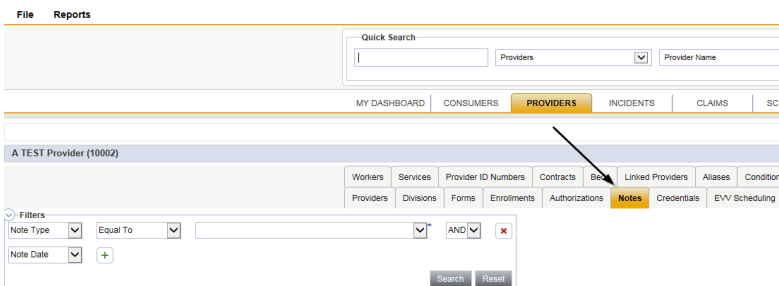 File Reports
Quick Search
Providers Provider Name
MY DASHBOARD CONSUMERS PROVIDERS INCIDENTS CLAIMS SC
A TEST Provider (10002)
Workers Services Provider ID Numbers Contracts Linked Providers Aliases Condition
Providers Divisions Forms Enrollments Authorizations Notes Credentials EVV Scheduling
Filters
Note Type Equal To * AND
Note Date
Search Reset